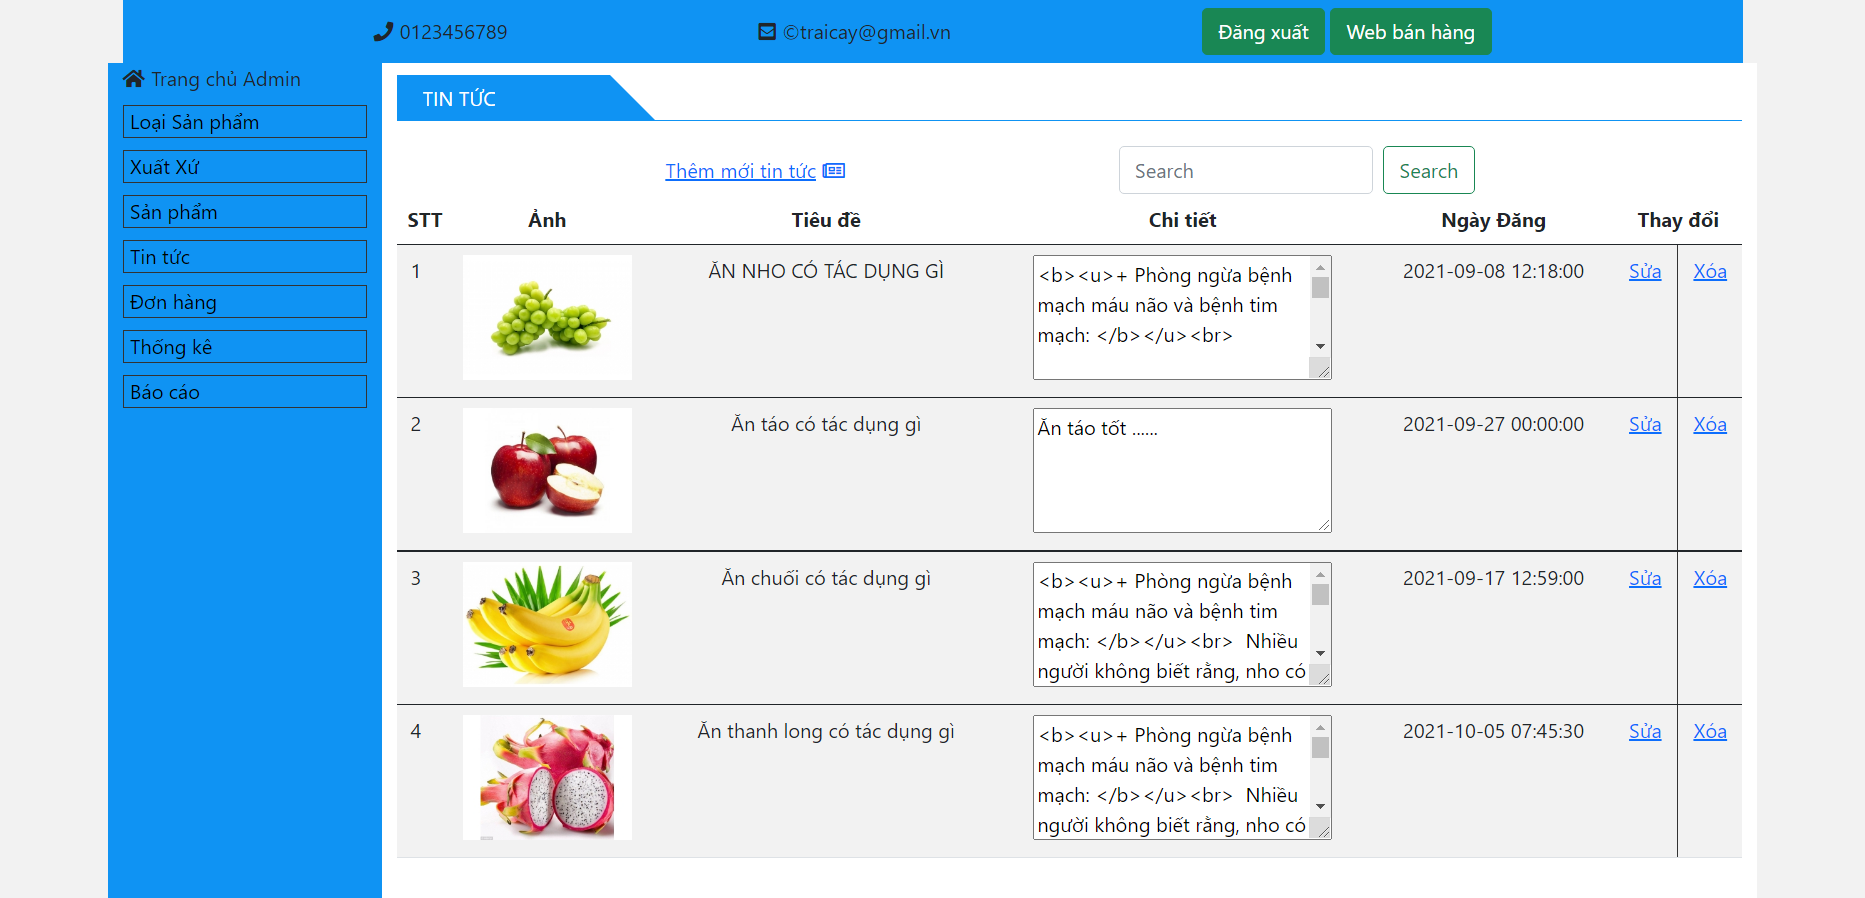 0123456789
©traicay@gmail.vn
Đăng xuất
Web bán hàng
Trang chủ Admin
Loại Sản phẩm
Xuất Xứ
Sản phẩm
Tin tức
Đơn hàng
Thống kê
Báo cáo
TIN TỨC
Thêm mới tin tức
Search
Search
STT Ảnh Tiêu đề Chi tiết Ngày Đăng Thay đổi
1
ĂN NHO CÓ TÁC DỤNG GÌ
<b><u>+ Phòng ngừa bệnh
mạch máu não và bệnh tim
mạch: </b></u><br>
2021-09-08 12:18:00
Sửa
Xóa
2
Ăn táo có tác dụng gì
Ăn táo tốt ......
2021-09-27 00:00:00
Sửa
Xóa
3
Ăn chuối có tác dụng gì
<b><u>+ Phòng ngừa bệnh
mạch máu não và bệnh tim
mạch: </b></u><br>  Nhiều
người không biết rằng, nho có
2021-09-17 12:59:00
Sửa
Xóa
4
Ăn thanh long có tác dụng gì
<b><u>+ Phòng ngừa bệnh
mạch máu não và bệnh tim
mạch: </b></u><br>  Nhiều
người không biết rằng, nho có
2021-10-05 07:45:30
Sửa
Xóa